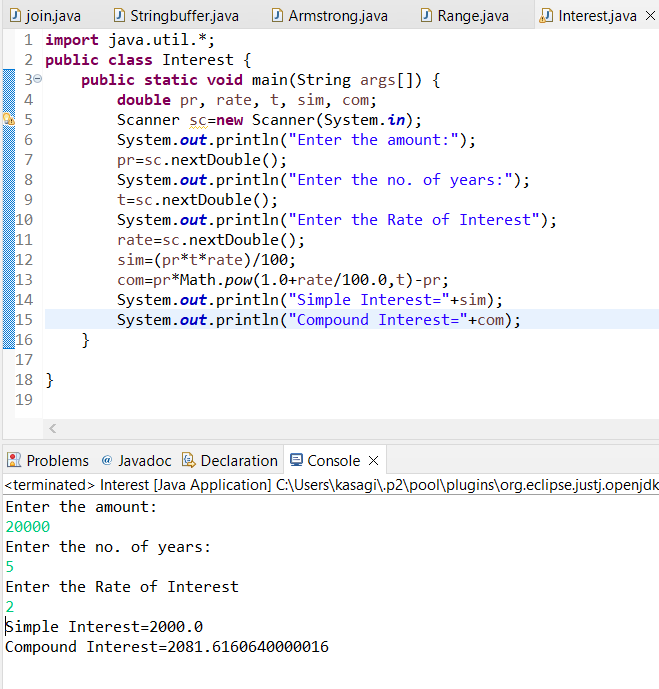 join.java Stringbuffer.java Armstrong.java Range.java Interest.java
1 import java.util.*;
2 public class Interest {
3 public static void main(String args[]) {
4 double pr, rate, t, sim, com;
5 Scanner sc=new Scanner(System.in);
6 System.out.println("Enter the amount:");
7 pr=sc.nextDouble();
8 System.out.println("Enter the no. of years:");
9 t=sc.nextDouble();
10 System.out.println("Enter the Rate of Interest");
11 rate=sc.nextDouble();
12 sim=(pr*t*rate)/100;
13 com=pr*Math.pow(1.0+rate/100.0,t)-pr;
14 System.out.println("Simple Interest="+sim);
15 System.out.println("Compound Interest="+com);
16 }
17
18 }
19
Problems @ Javadoc Declaration Console
<terminated> Interest [Java Application] C:\Users\kasagi\.p2\pool\plugins\org.eclipse.justj.openjdk
Enter the amount:
20000
Enter the no. of years:
5
Enter the Rate of Interest
2
Simple Interest=2000.0
Compound Interest=2081.6160640000016